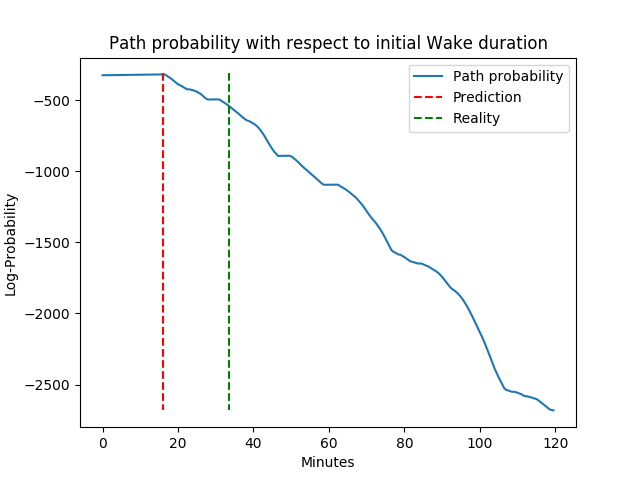 Path probability with respect to initial Wake duration
Path probability
Prediction
Reality
−500
−1000
−1500
−2000
−2500
Log-Probability
0 20 40 60 80 100 120
Minutes